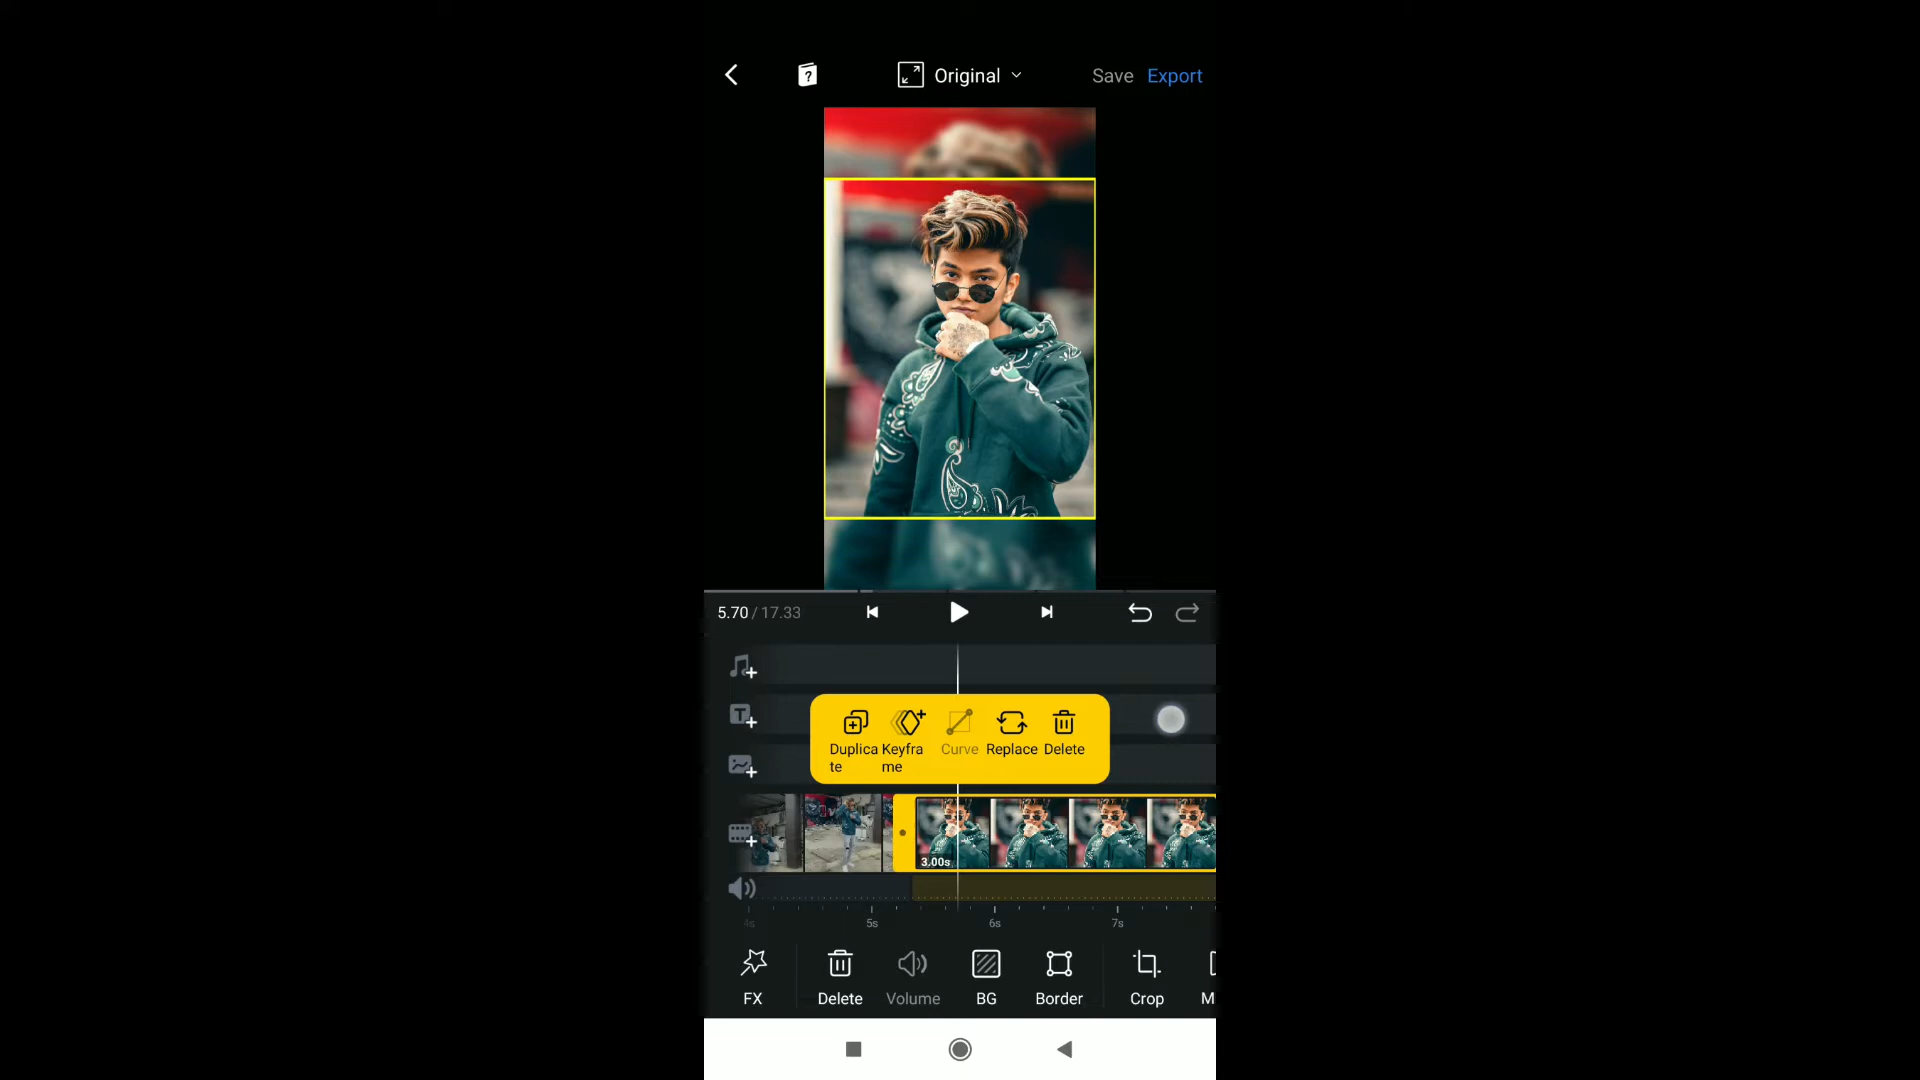 Original
Save
Export
5.70 / 17.33
Duplica
te
Keyfra
me
Curve
Replace
Delete
3.00s
4s
5s
6s
7s
FX
Delete
Volume
BG
Border
Crop
M